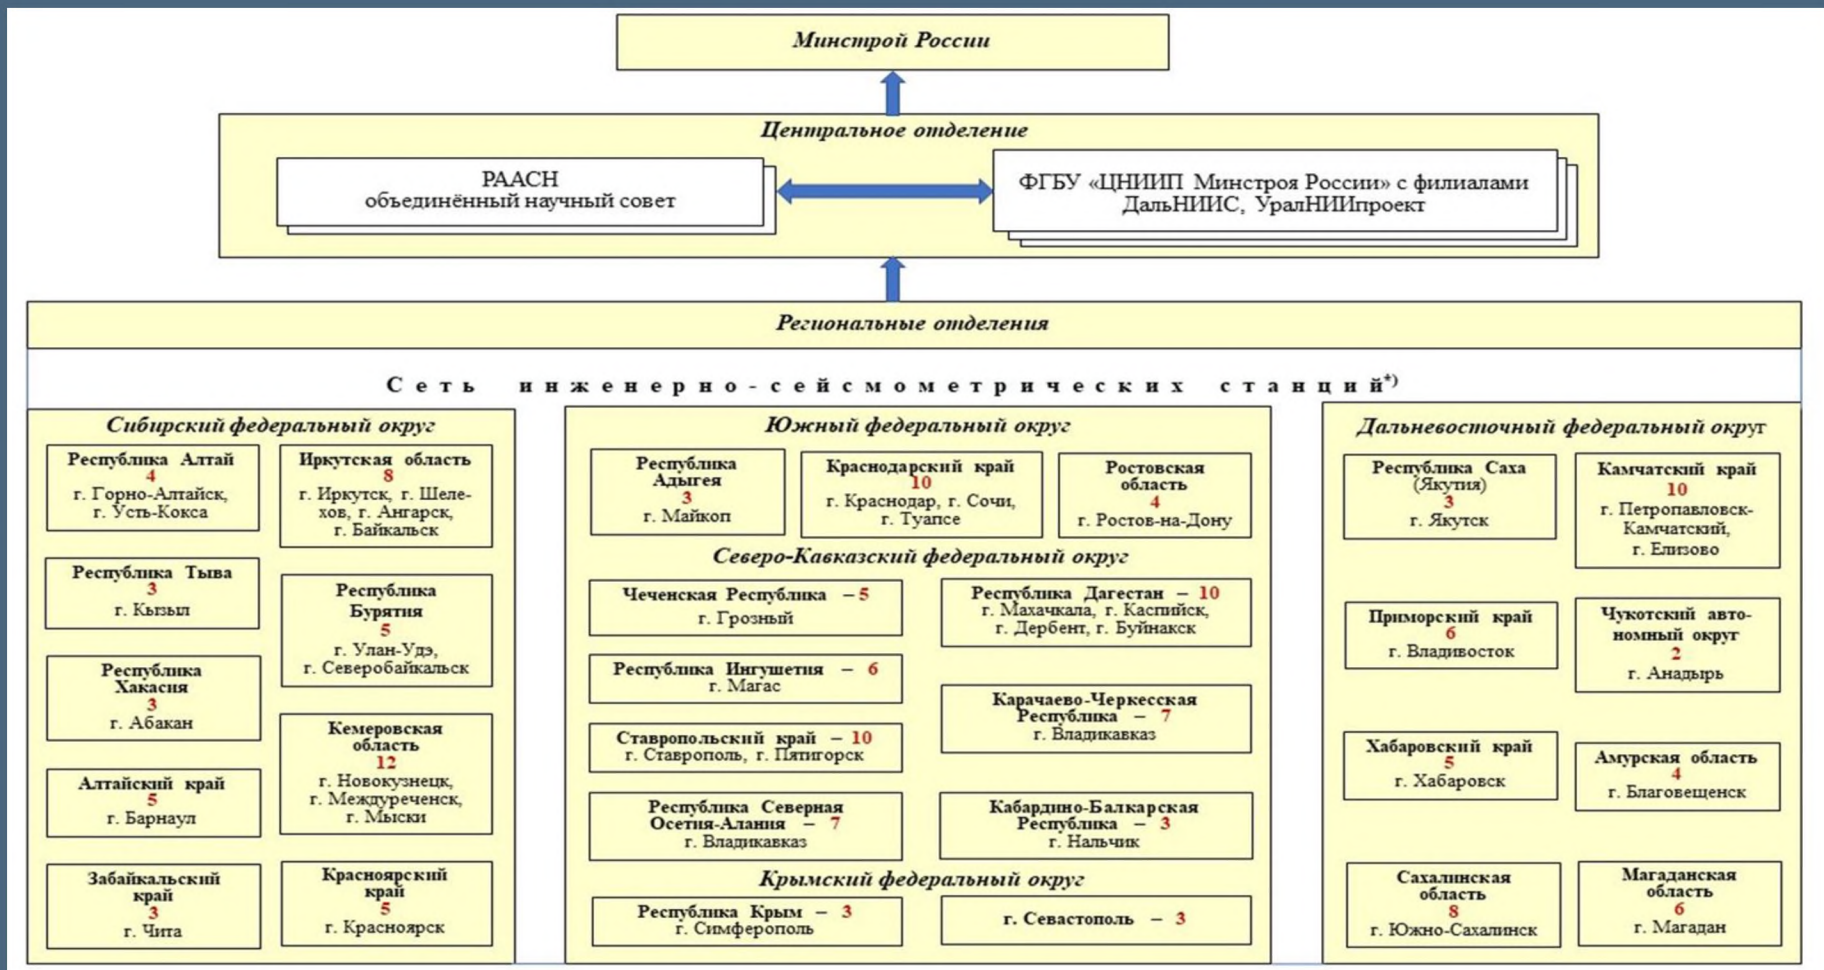 Минстрой России
Центральное отделение
РААСН
объединённый научный совет
ФГБУ «ЦНИИП Минстроя России» с филиалами
ДальНИИС, УралНИИпроект
Региональные отделения
Сеть инженерно-сейсмометрических станций*)
Сибирский федеральный округ
Республика Алтай
4
г. Горно-Алтайск,
г. Усть-Кокса
Республика Тыва
3
г. Кызыл
Республика
Хакасия
3
г. Абакан
Алтайский край
5
г. Барнаул
Забайкальский
край
3
г. Чита
Иркутская область
8
г. Иркутск, г. Шеле-
хов, г. Ангарск,
г. Байкальск
Республика
Бурятия
5
г. Улан-Удэ,
г. Северобайкальск
Кемеровская
область
12
г. Новокузнецк,
г. Междуреченск,
г. Мыски
Красноярский
край
5
г. Красноярск
Южный федеральный округ
Республика
Адыгея
3
г. Майкоп
Краснодарский край
10
г. Краснодар, г. Сочи,
г. Туапсе
Ростовская
область
4
г. Ростов-на-Дону
Северо-Кавказский федеральный округ
Чеченская Республика – 5
г. Грозный
Республика Ингушетия – 6
г. Магас
Ставропольский край – 10
г. Ставрополь, г. Пятигорск
Республика Северная
Осетия-Алания – 7
г. Владикавказ
Республика Дагестан – 10
г. Махачкала, г. Каспийск,
г. Дербент, г. Буйнакск
Карачаево-Черкесская
Республика – 7
г. Владикавказ
Кабардино-Балкарская
Республика – 3
г. Нальчик
Крымский федеральный округ
Республика Крым – 3
г. Симферополь
г. Севастополь – 3
Дальневосточный федеральный округ
Республика Саха
(Якутия)
3
г. Якутск
Приморский край
6
г. Владивосток
Хабаровский край
5
г. Хабаровск
Сахалинская
область
8
г. Южно-Сахалинск
Камчатский край
10
г. Петропавловск-
Камчатский,
г. Елизово
Чукотский авто-
номный округ
2
г. Анадырь
Амурская область
4
г. Благовещенск
Магаданская
область
6
г. Магадан